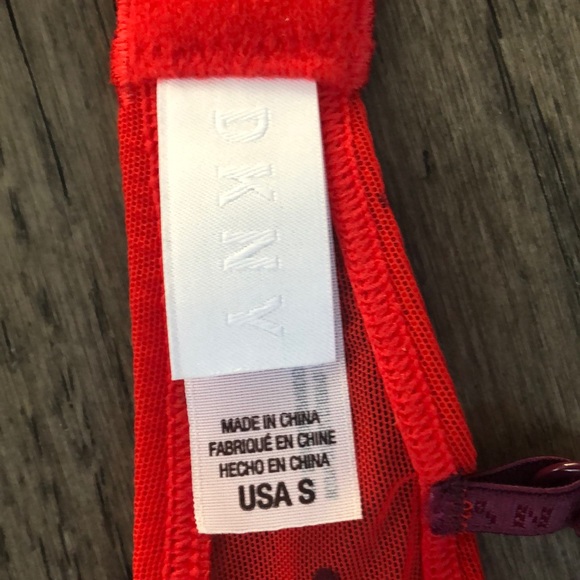 DKNY
MADE IN CHINA
FABRIQUÉ EN CHINE
HECHO EN CHINA
USA S